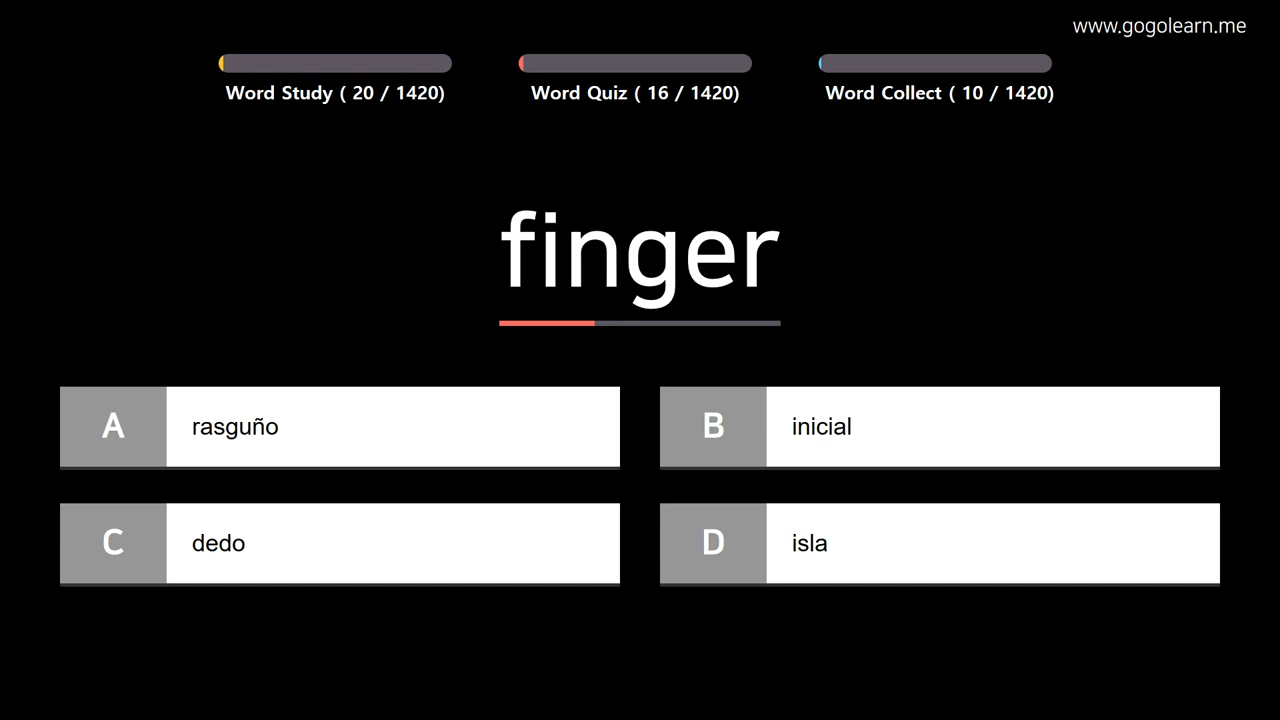 www.gogolearn.me
Word Study ( 20 / 1420)
Word Quiz ( 16 / 1420)
Word Collect ( 10 / 1420)
finger
A rasguño
B inicial
C dedo
D isla